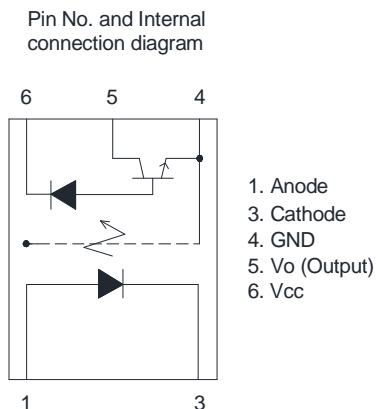 Pin No. and Internal
connection diagram
6 5 4
1. Anode
3. Cathode
4. GND
5. Vo (Output)
6. Vcc
1 3